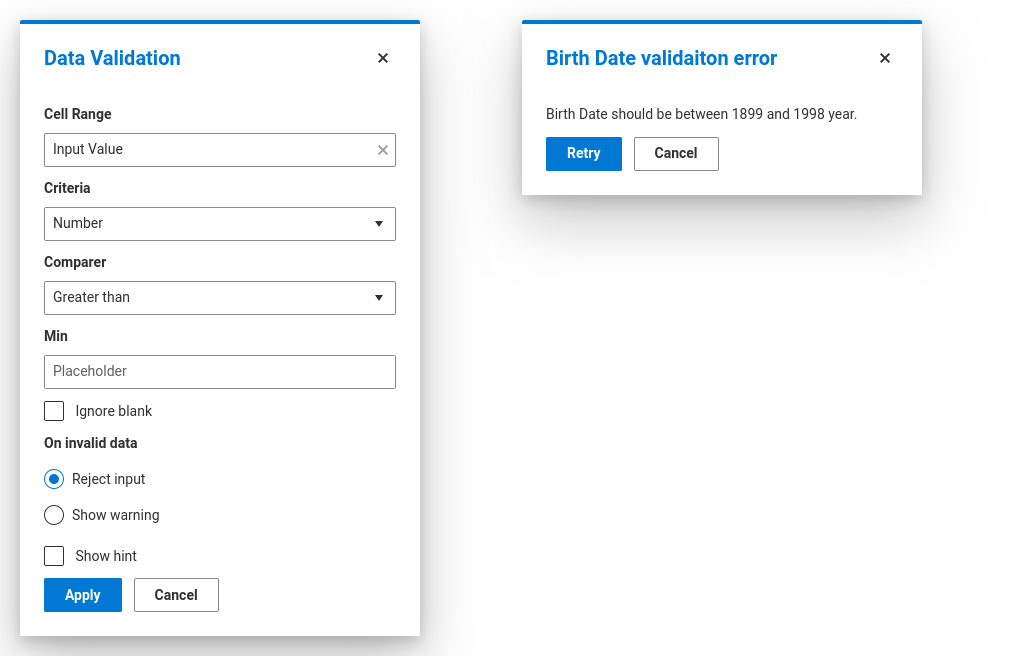 Data Validation
Cell Range
Input Value
Criteria
Number
Comparer
Greater than
Min
Placeholder
Ignore blank
On invalid data
Reject input
Show warning
Show hint
Apply
Cancel
Birth Date validaiton error
Birth Date should be between 1899 and 1998 year.
Retry
Cancel